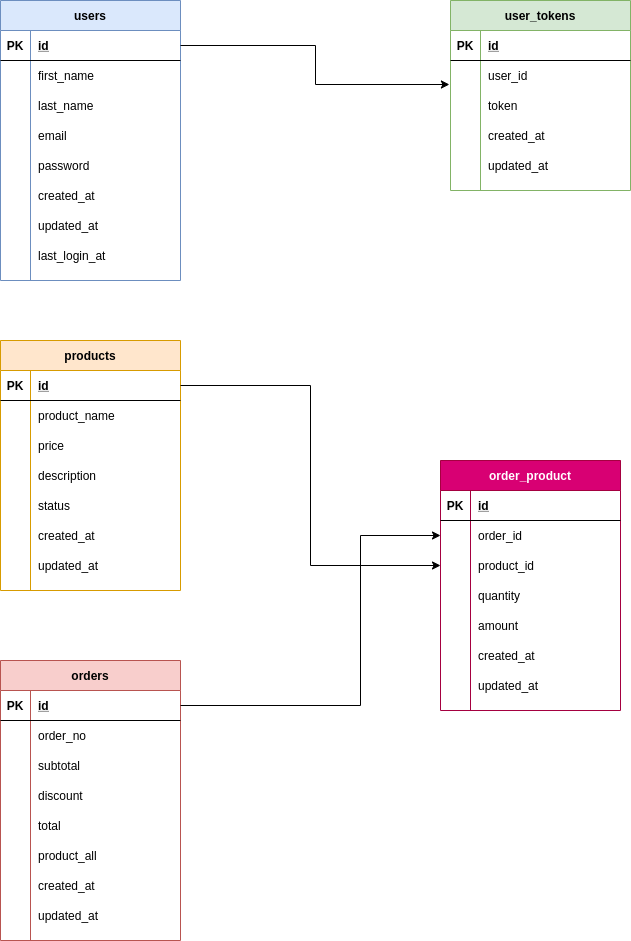 users
PK id
first_name
last_name
email
password
created_at
updated_at
last_login_at
user_tokens
PK id
user_id
token
created_at
updated_at
products
PK id
product_name
price
description
status
created_at
updated_at
order_product
PK id
order_id
product_id
quantity
amount
created_at
updated_at
orders
PK id
order_no
subtotal
discount
total
product_all
created_at
updated_at